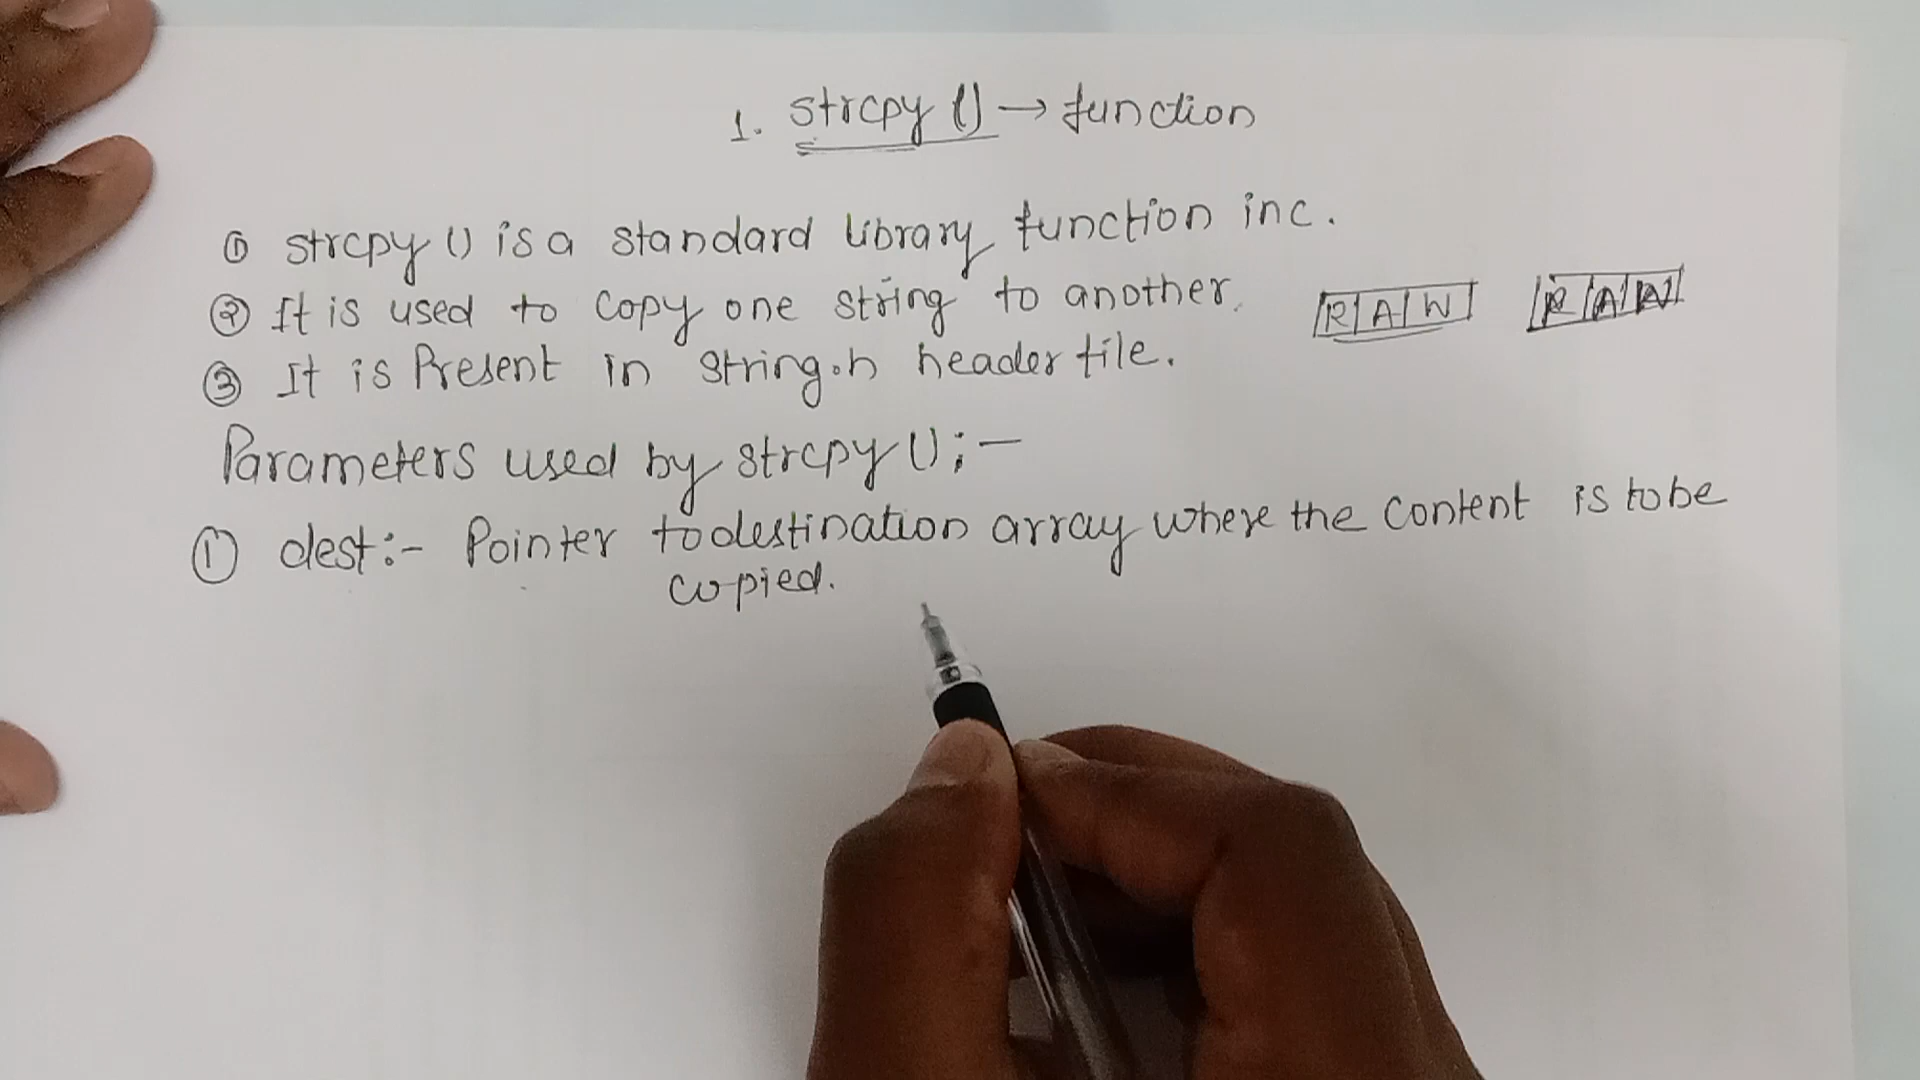 1. strcpy () → function
① strcpy () is a standard library function inc.
② It is used to copy one string to another.
R A W R A W
③ It is Present in string.h header file.
Parameters used by strcpy () ; -
① dest :- Pointer to destination array where the content is to be
copied.